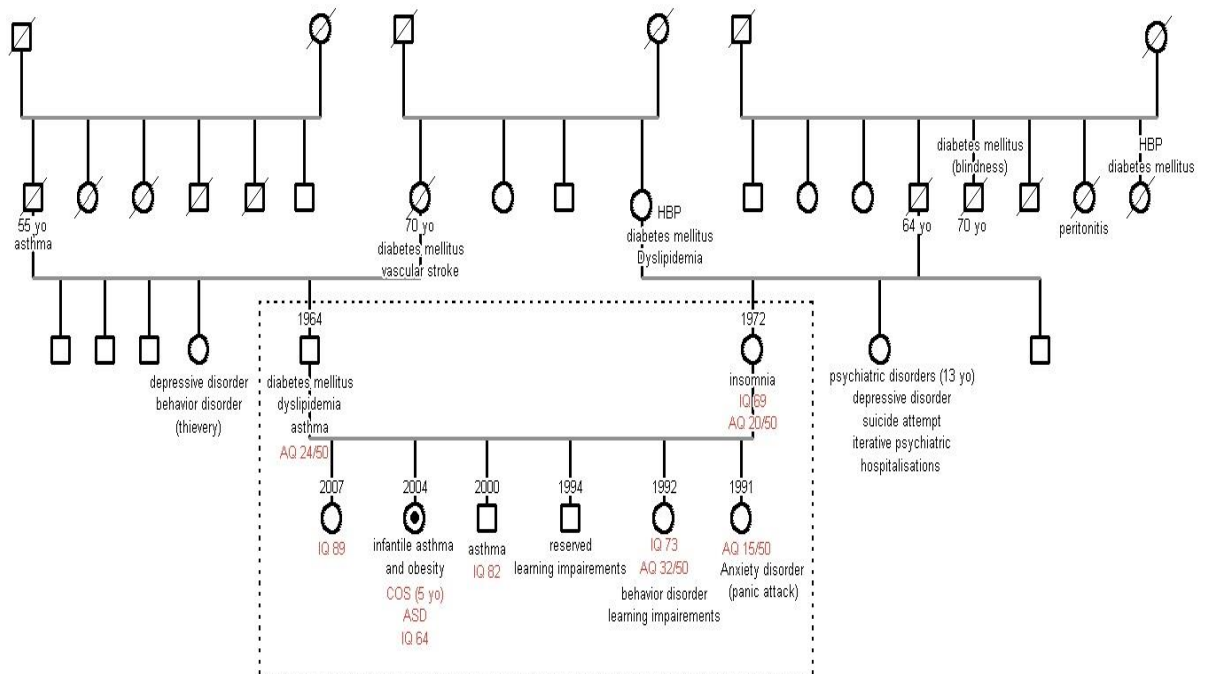 diabetes mellitus
(blindness)
HBP
diabetes mellitus
55 yo
asthma
70 yo
diabetes mellitus
vascular stroke
HBP
diabetes mellitus
Dyslipidemia
64 yo
70 yo
peritonitis
depressive disorder
behavior disorder
(thievery)
1964
diabetes mellitus
dyslipidemia
asthma
AQ 24/50
1972
insomnia
IQ 69
AQ 20/50
psychiatric disorders (13 yo)
depressive disorder
suicide attempt
iterative psychiatric
hospitalisations
2007
IQ 89
2004
infantile asthma
and obesity
COS (5 yo)
ASD
IQ 64
2000
asthma
IQ 82
1994
reserved
learning impairements
1992
IQ 73
AQ 32/50
behavior disorder
learning impairements
1991
AQ 15/50
Anxiety disorder
(panic attack)